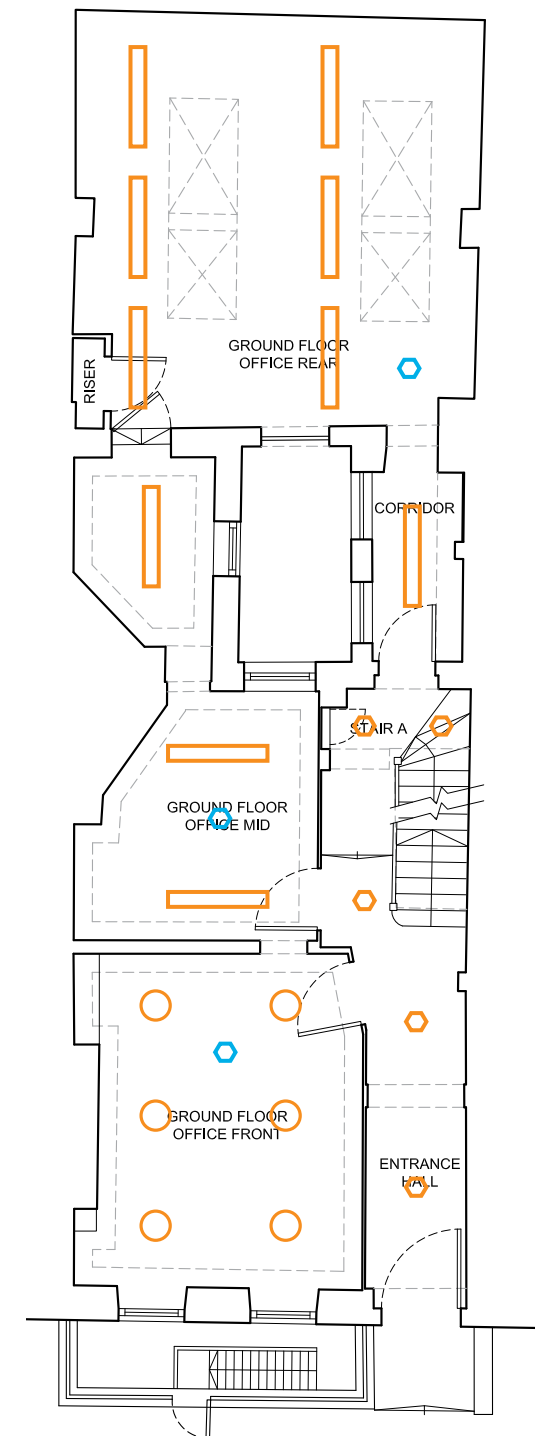 GROUND FLOOR
OFFICE REAR
RISER
CORRIDOR
STAIR A
GROUND FLOOR
OFFICE MID
GROUND FLOOR
OFFICE FRONT
ENTRANCE
HALL